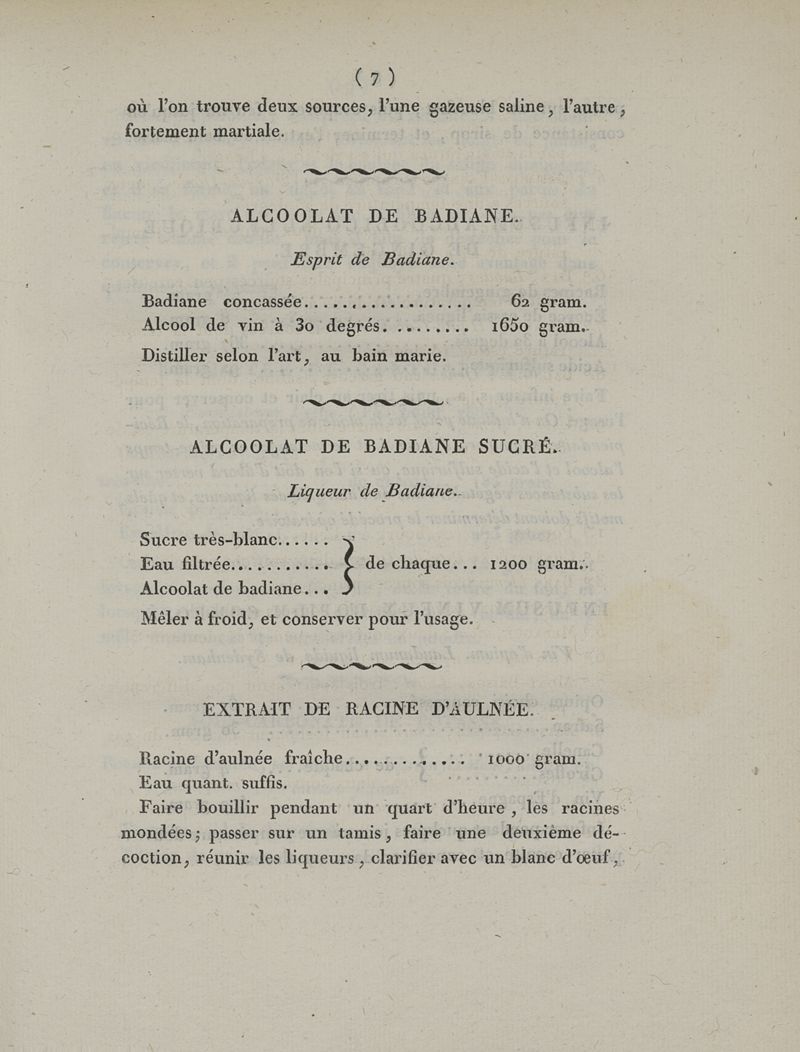 ( 7 )
où l'on trouve deux sources, l'une gazeuse saline, l'autre,
fortement martiale.
ALCOOLAT DE BADIANE.
Esprit de Badiane.
Badiane concassée.................. 62 gram.
Alcool de vin à 30 degrés.......... 1650 gram.
Distiller selon l'art, au bain marie.
ALCOOLAT DE BADIANE SUCRÉ.
Liqueur de Badiane.
Sucre très-blanc......
Eau filtrée........... } de chaque... 1200 gram.
Alcoolat de badiane...
Mêler à froid, et conserver pour l'usage.
EXTRAIT DE RACINE D'AULNÉE.
Racine d'aulnée fraîche............. 1000 gram.
Eau quant. suffis.
Faire bouillir pendant un quart d'heure, les racines
mondées; passer sur un tamis, faire une deuxième dé-
coction, réunir les liqueurs, clarifier avec un blanc d'œuf,